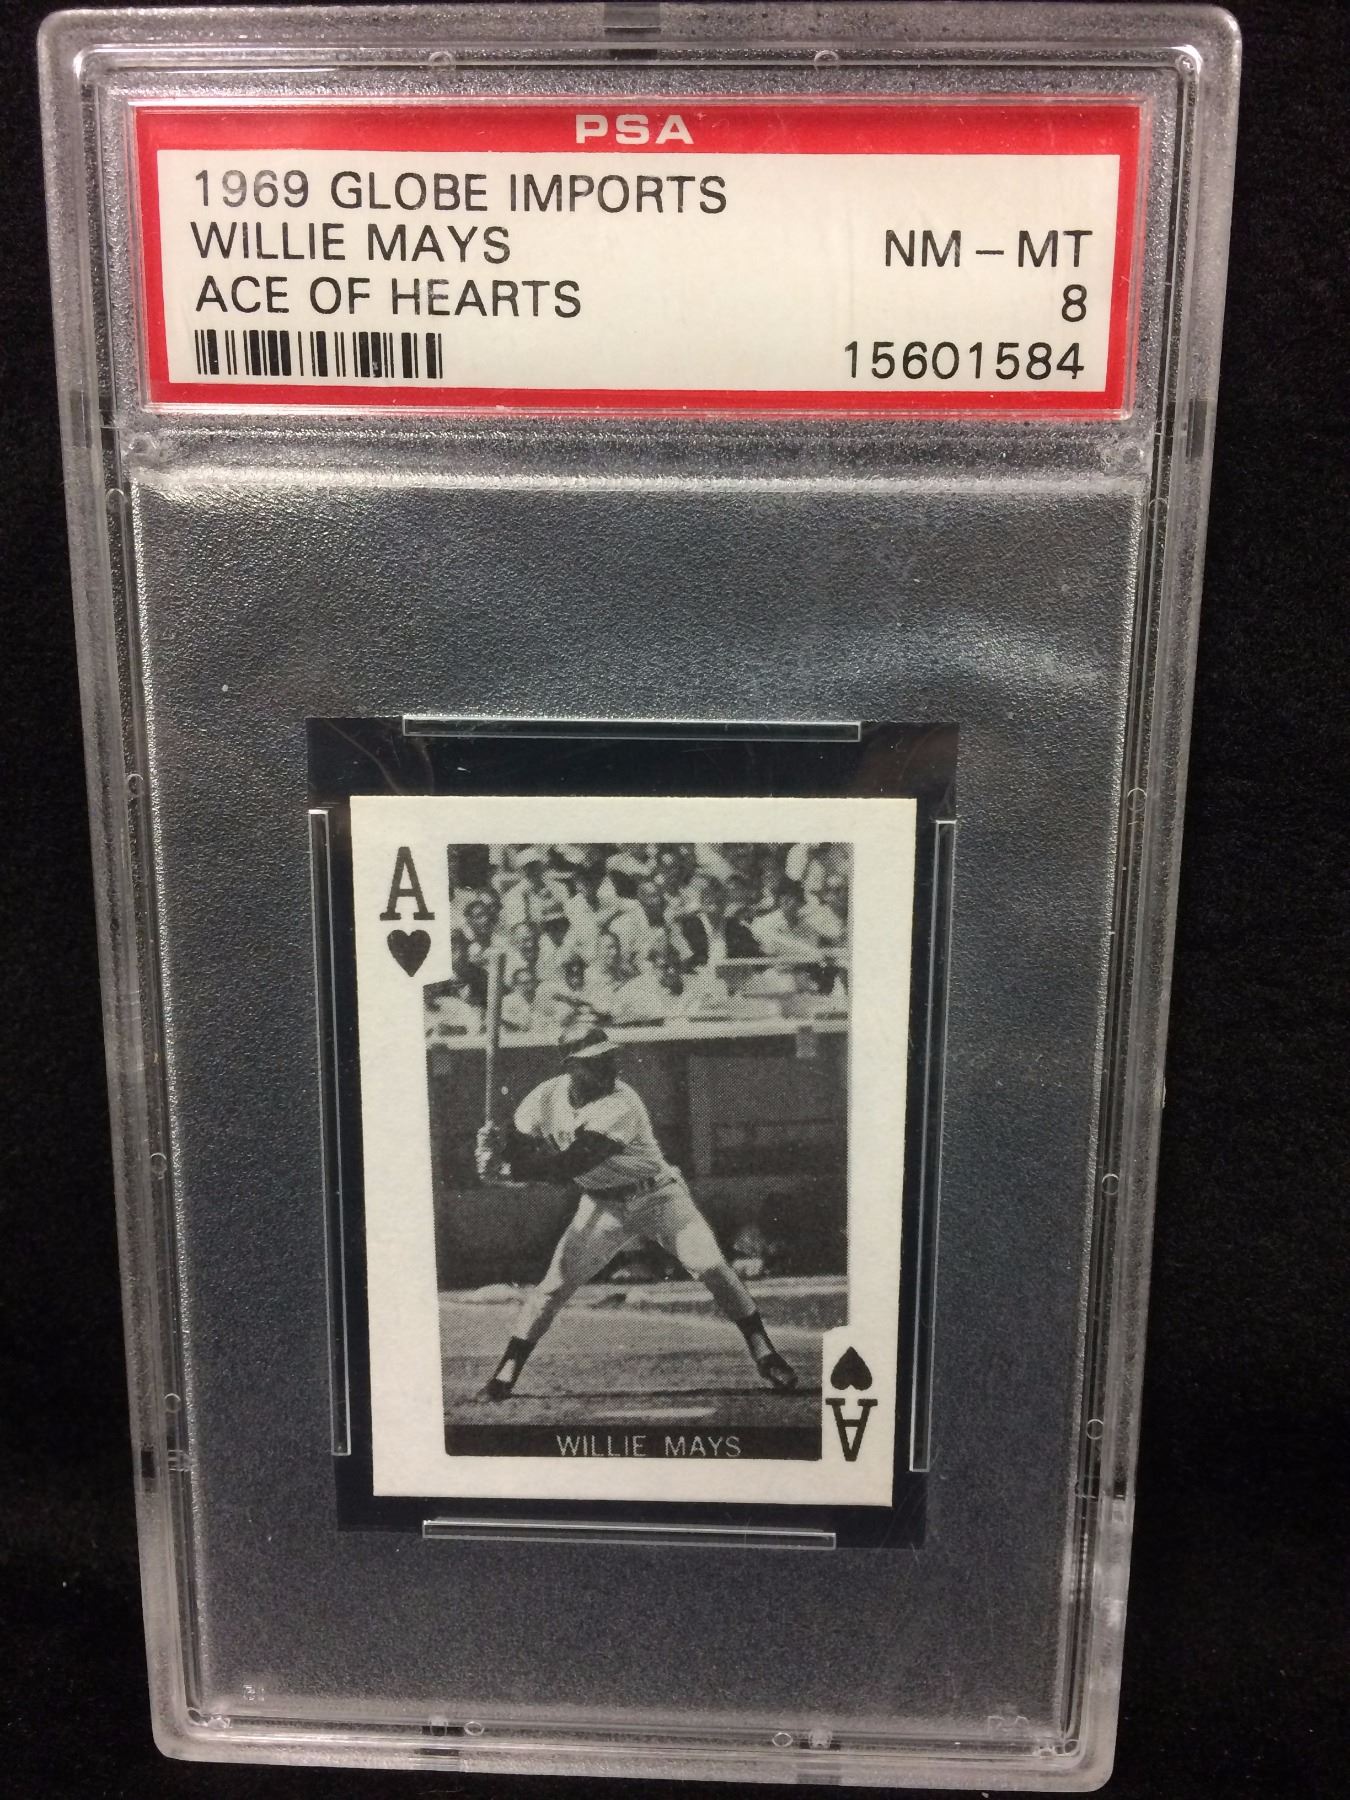 PSA
1969 GLOBE IMPORTS
WILLIE MAYS
ACE OF HEARTS
NM - MT
8
15601584
A
WILLIE MAYS
A